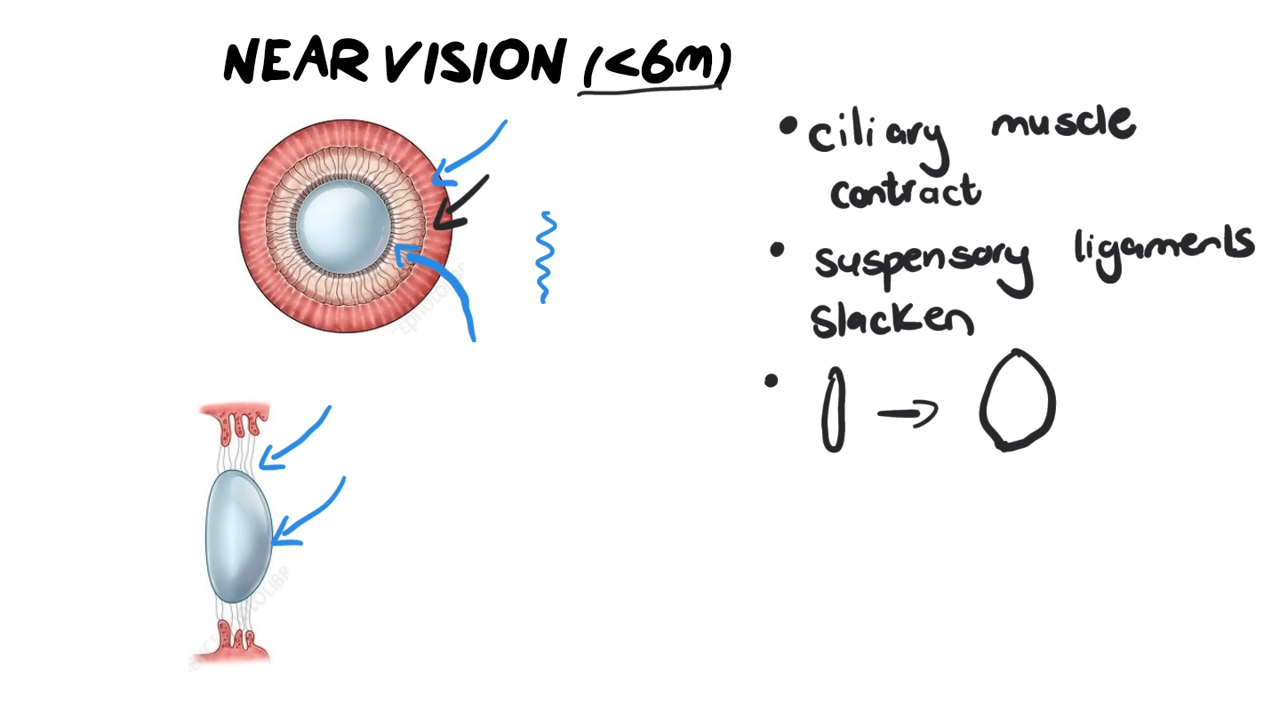 NEAR VISION (<6m)
• ciliary muscle
contract
• suspensory ligaments
slacken
•